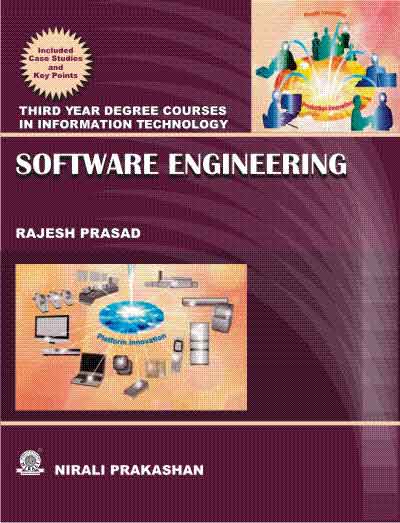 Included
Case Studies
and
Key Points
THIRD YEAR DEGREE COURSES
IN INFORMATION TECHNOLOGY
SOFTWARE ENGINEERING
RAJESH PRASAD
Platform Innovation
NIRALI PRAKASHAN